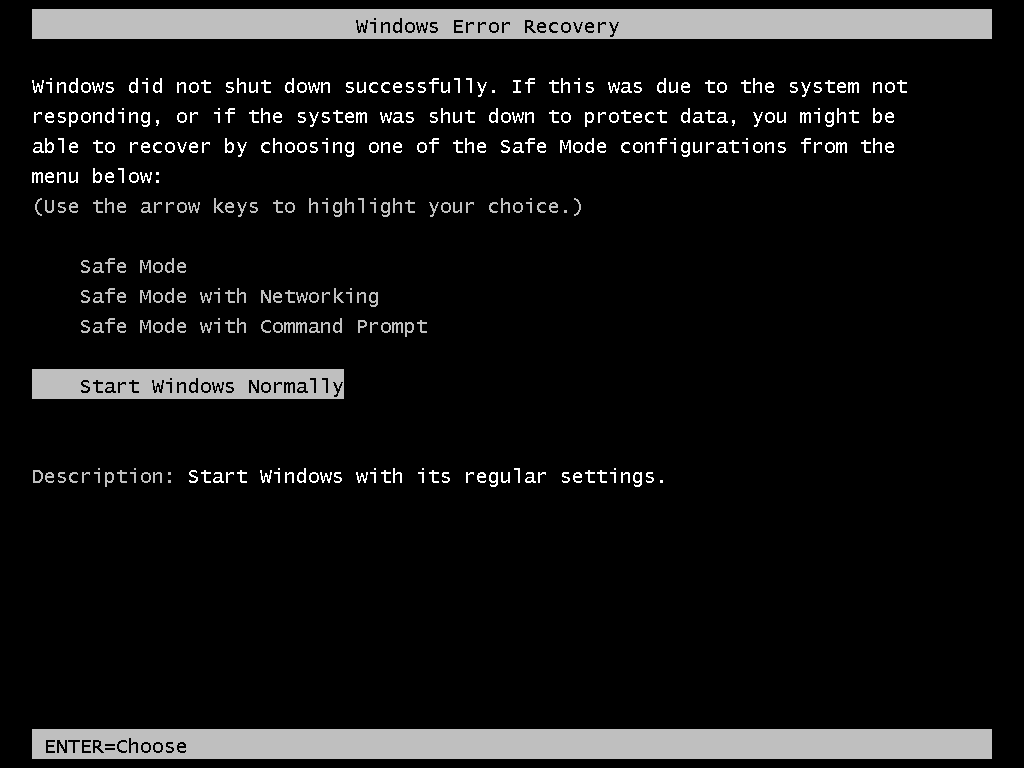 Windows Error Recovery
Windows did not shut down successfully. If this was due to the system not
responding, or if the system was shut down to protect data, you might be
able to recover by choosing one of the Safe Mode configurations from the
menu below:
(Use the arrow keys to highlight your choice.)
Safe Mode
Safe Mode with Networking
Safe Mode with Command Prompt
Start Windows Normally
Description: Start Windows with its regular settings.
ENTER=Choose